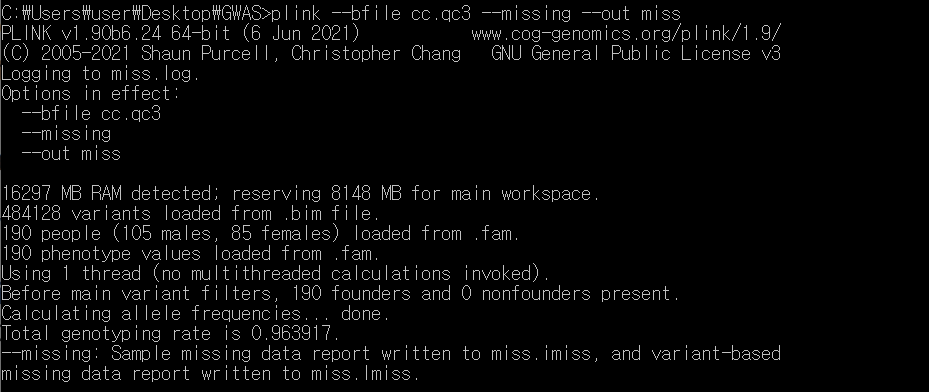 C:₩Users₩user₩Desktop₩GWAS>plink --bfile cc.qc3 --missing --out miss
PLINK v1.90b6.24 64-bit (6 Jun 2021) www.cog-genomics.org/plink/1.9/
(C) 2005-2021 Shaun Purcell, Christopher Chang GNU General Public License v3
Logging to miss.log.
Options in effect:
--bfile cc.qc3
--missing
--out miss
16297 MB RAM detected; reserving 8148 MB for main workspace.
484128 variants loaded from .bim file.
190 people (105 males, 85 females) loaded from .fam.
190 phenotype values loaded from .fam.
Using 1 thread (no multithreaded calculations invoked).
Before main variant filters, 190 founders and 0 nonfounders present.
Calculating allele frequencies... done.
Total genotyping rate is 0.963917.
--missing: Sample missing data report written to miss.imiss, and variant-based
missing data report written to miss.lmiss.